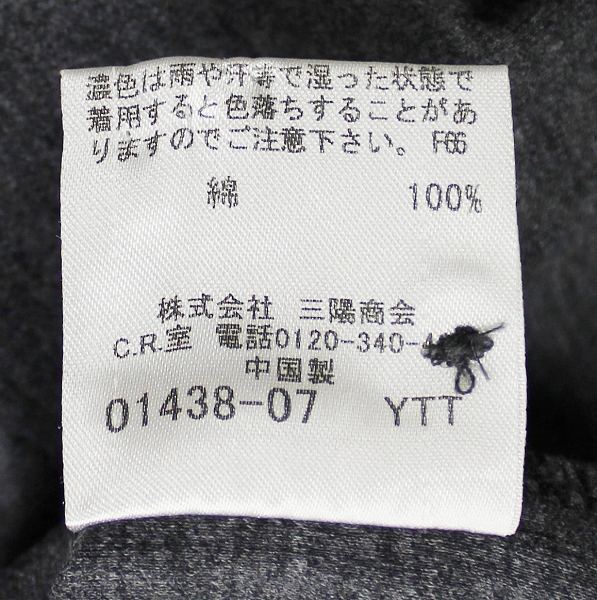 濃色は雨や汗等で湿った状態で
着用すると色落ちすることがあ
りますのでご注意下さい。 F66
綿 100%
株式会社 三陽商会
C.R.室 電話0120-340-4
中国製
01438-07 YTT